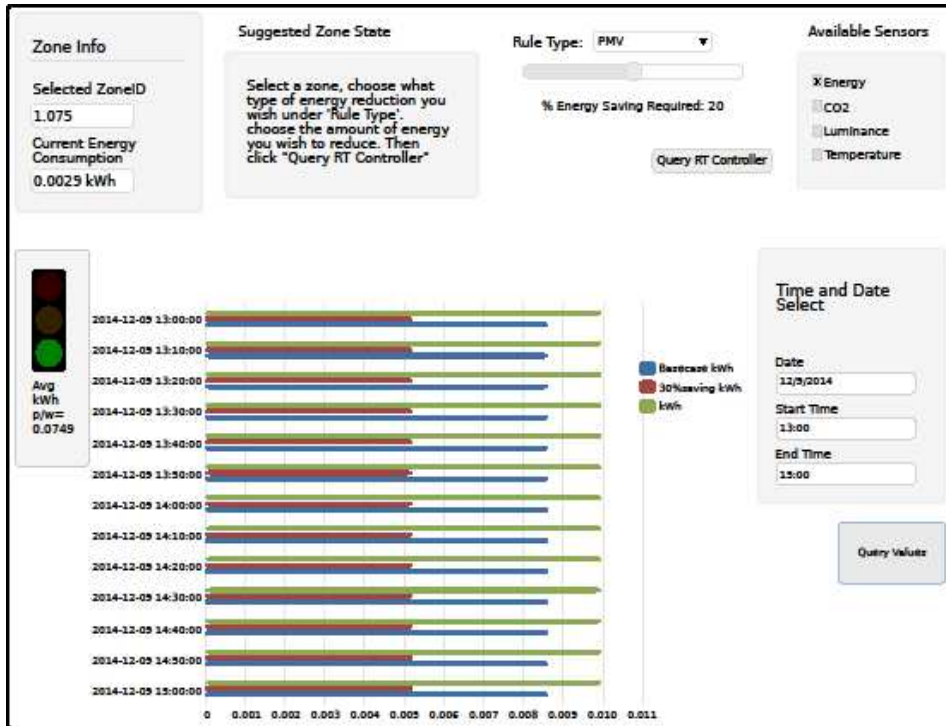 Zone Info
Selected ZoneID
1.075
Current Energy
Consumption
0.0029 kWh
Suggested Zone State
Select a zone, choose what
type of energy reduction you
wish under 'Rule Type'.
choose the amount of energy
you wish to reduce. Then
click "Query RT Controller"
Rule Type: PMV
% Energy Saving Required: 20
Query RT Controller
Available Sensors
x Energy
CO2
Luminance
Temperature
Avg
kWh
p/w=
0.0749
2014-12-09 13:00:00
2014-12-09 13:10:00
2014-12-09 13:20:00
2014-12-09 13:30:00
2014-12-09 13:40:00
2014-12-09 13:50:00
2014-12-09 14:00:00
2014-12-09 14:10:00
2014-12-09 14:20:00
2014-12-09 14:30:00
2014-12-09 14:40:00
2014-12-09 14:50:00
2014-12-09 15:00:00
0 0.001 0.002 0.003 0.004 0.005 0.006 0.007 0.008 0.009 0.010 0.011
Basecase kWh
30%saving kWh
kWh
Time and Date
Select
Date
12/9/2014
Start Time
13:00
End Time
15:00
Query Values